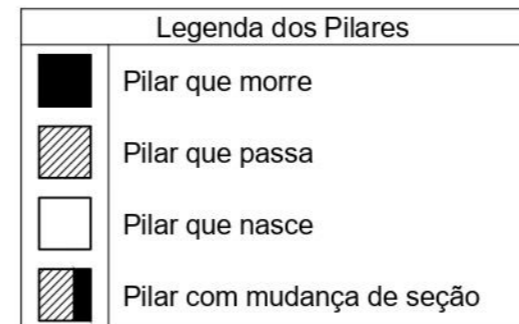 Legenda dos Pilares
Pilar que morre
Pilar que passa
Pilar que nasce
Pilar com mudança de seção